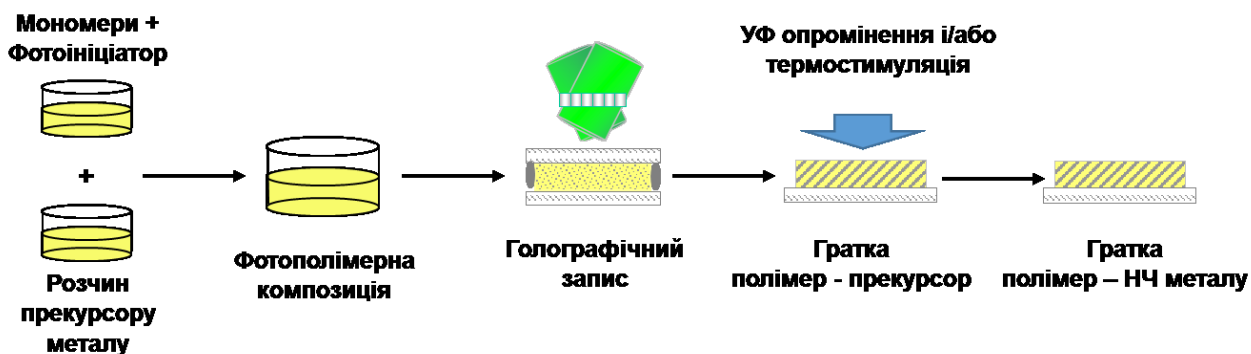 Мономери +
Фотоініціатор
+
Розчин
прекурсору
металу
Фотополімерна
композиція
Голографічний
запис
УФ опромінення і/або
термостимуляція
Гратка
полімер - прекурсор
Гратка
полімер – НЧ металу